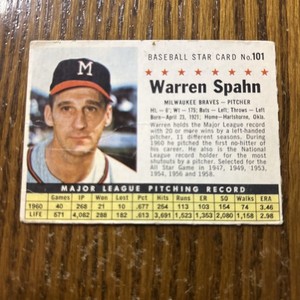 BASEBALL STAR CARD No.101
M
Warren Spahn
MILWAUKEE BRAVES — PITCHER
Ht.— 6'; Wt.: 175; Bats — Left; Throws — Left
Born — April 23, 1921; Home — Hartshorne, Okla.
Warren holds the Major League record
with 20 or more wins by a left-handed
pitcher, 11 different seasons. During
1960 he pitched the first no-hitter of
his career. He also is the National
League record holder for the most
shutouts by a pitcher. Selected for the
All Star Game in 1947, 1949, 1953,
1954, 1956 and 1958.
MAJOR LEAGUE PITCHING RECORD
GAMES IP WON LOST PCT. HITS RUNS SO BB ERA
1960 40 268 21 10 .677 254 113 154 74 3.46
LIFE 571 4,082 288 187 .613 3,691 1,353 2,080 1,158 2.98